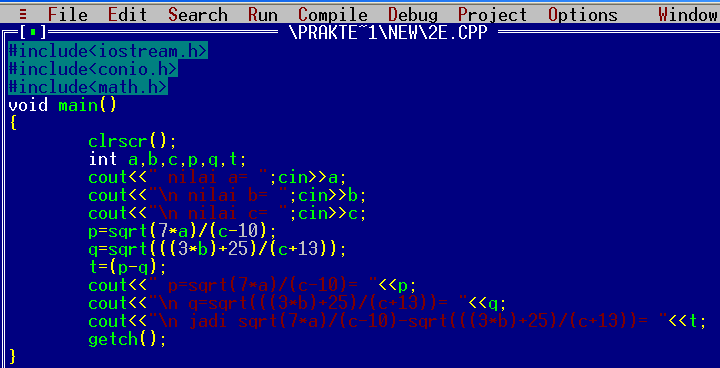 ≡ File Edit Search Run Compile Debug Project Options Window
[▪] \PRAKTE~1\NEW\2E.CPP
#include<iostream.h>
#include<conio.h>
#include<math.h>
void main()
{
clrscr();
int a,b,c,p,q,t;
cout<<" nilai a= ";cin>>a;
cout<<"\n nilai b= ";cin>>b;
cout<<"\n nilai c= ";cin>>c;
p=sqrt(7*a)/(c-10);
q=sqrt(((3*b)+25)/(c+13));
t=(p-q);
cout<<" p=sqrt(7*a)/(c-10)= "<<p;
cout<<"\n q=sqrt(((3*b)+25)/(c+13))= "<<q;
cout<<"\n jadi sqrt(7*a)/(c-10)-sqrt(((3*b)+25)/(c+13))= "<<t;
getch();
}